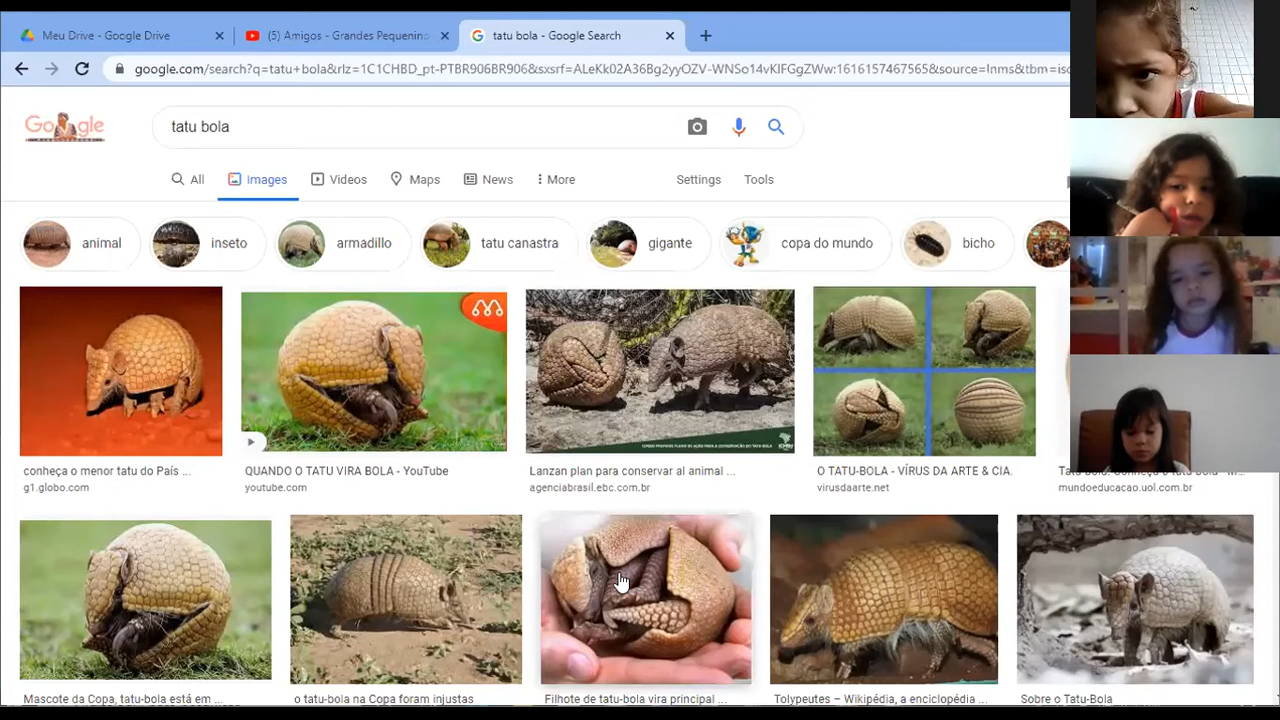 Meu Drive - Google Drive
(5) Amigos - Grandes Pequenin
tatu bola - Google Search
google.com/search?q=tatu+bola&rlz=1C1CHBD_pt-PTBR906BR906&sxsrf=ALeKk02A36Bg2yyOZV-WNSo14vKlFGgZWw:1616157467565&source=lnms&tbm=isc
Google
tatu bola
All Images Videos Maps News More Settings Tools
animal inseto armadillo tatu canastra gigante copa do mundo bicho
conheça o menor tatu do País ...
g1.globo.com
QUANDO O TATU VIRA BOLA - YouTube
youtube.com
Lanzan plan para conservar al animal ...
agenciabrasil.ebc.com.br
O TATU-BOLA - VÍRUS DA ARTE & CIA.
virusdaarte.net
mundoeducacao.uol.com.br
Mascote da Copa, tatu-bola está em ...
o tatu-bola na Copa foram injustas
Filhote de tatu-bola vira principal ...
Tolypeutes – Wikipédia, a enciclopédia ...
Sobre o Tatu-Bola